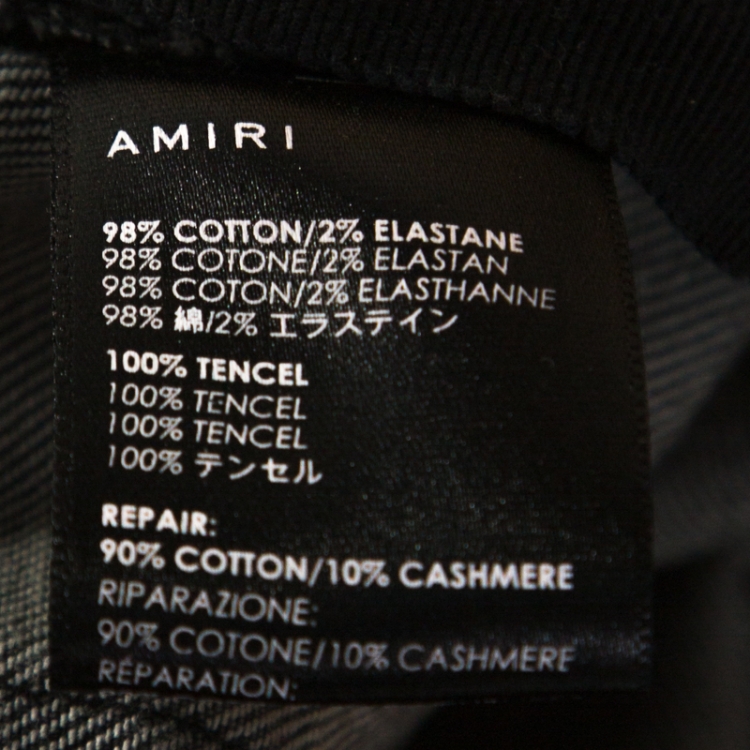 AMIRI
98% COTTON/2% ELASTANE
98% COTONE/2% ELASTAN
98% COTON/2% ELASTHANNE
98% 綿/2% エラステイン
100% TENCEL
100% TENCEL
100% TENCEL
100% テンセル
REPAIR:
90% COTTON/10% CASHMERE
RIPARAZIONE:
90% COTONE/10% CASHMERE
RÉPARATION: